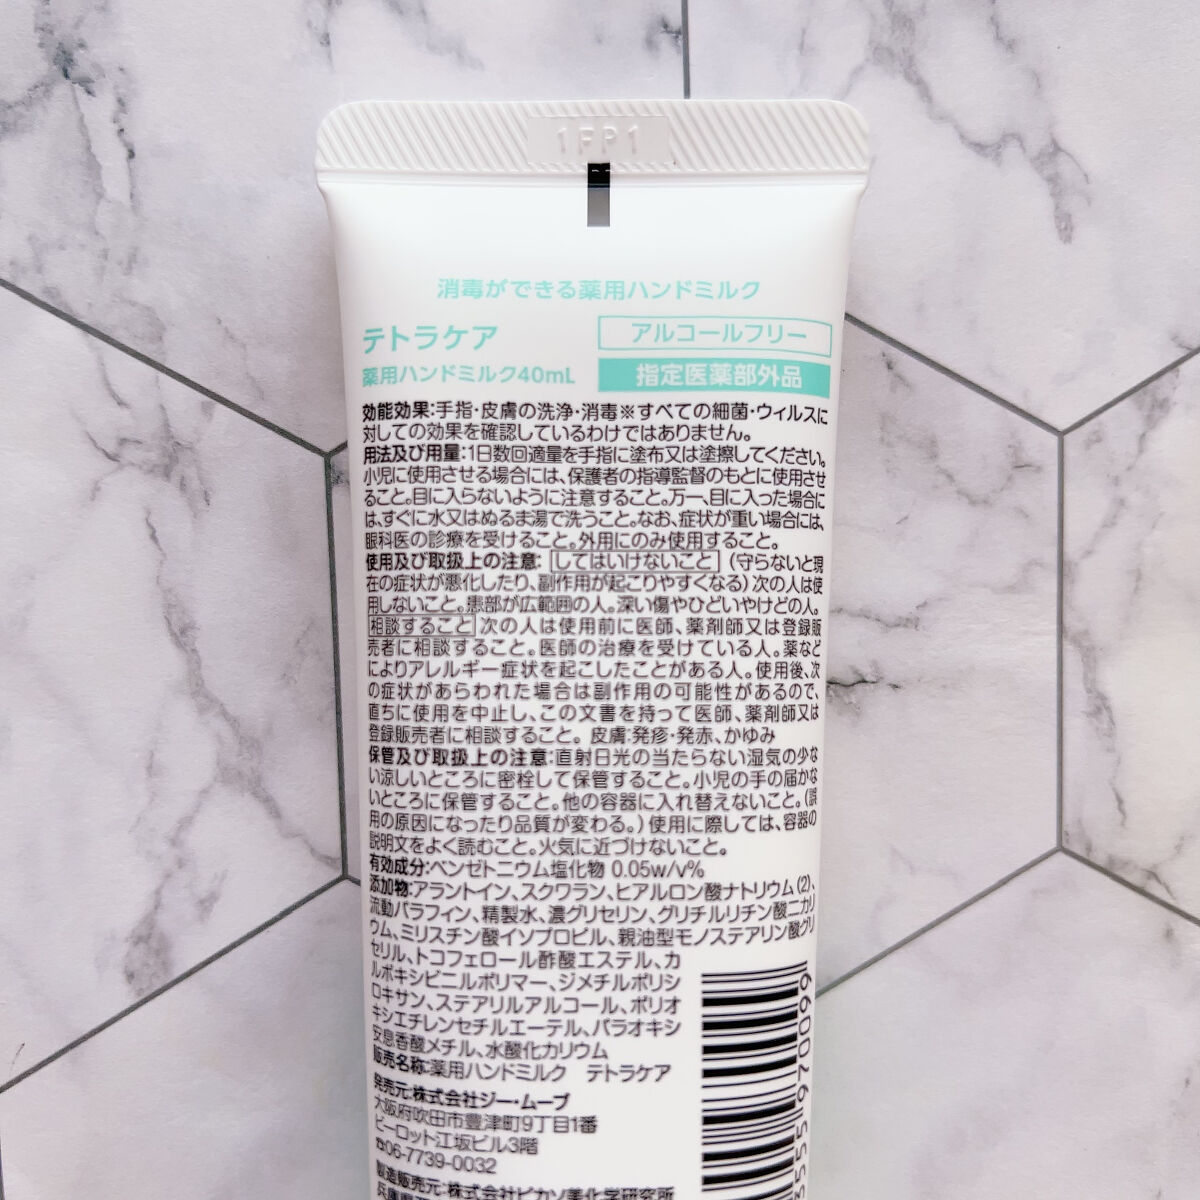 1FP1
消毒ができる薬用ハンドミルク
テトラケア
アルコールフリー
薬用ハンドミルク40mL
指定医薬部外品
効能効果:手指・皮膚の洗浄・消毒※すべての細菌・ウィルスに
対しての効果を確認しているわけではありません。
用法及び用量:1日数回適量を手指に塗布又は塗擦してください。
小児に使用させる場合には、保護者の指導監督のもとに使用させ
ること。目に入らないように注意すること。万一、目に入った場合に
は、すぐに水又はぬるま湯で洗うこと。なお、症状が重い場合には、
眼科医の診療を受けること。外用にのみ使用すること。
使用及び取扱上の注意: してはいけないこと (守らないと現
在の症状が悪化したり、副作用が起こりやすくなる)次の人は使
用しないこと。患部が広範囲の人。深い傷やひどいやけどの人。
相談すること 次の人は使用前に医師、薬剤師又は登録販
売者に相談すること。医師の治療を受けている人。薬など
によりアレルギー症状を起こしたことがある人。使用後、次
の症状があらわれた場合は副作用の可能性があるので、
直ちに使用を中止し、この文書を持って医師、薬剤師又は
登録販売者に相談すること。 皮膚:発疹・発赤、かゆみ
保管及び取扱上の注意:直射日光の当たらない湿気の少な
い涼しいところに密栓して保管すること。小児の手の届かな
いところに保管すること。他の容器に入れ替えないこと。(誤
用の原因になったり品質が変わる。)使用に際しては、容器の
説明文をよく読むこと。火気に近づけないこと。
有効成分:ベンゼトニウム塩化物 0.05w/v%
添加物:アラントイン、スクワラン、ヒアルロン酸ナトリウム(2)、
流動パラフィン、精製水、濃グリセリン、グリチルリチン酸二カリ
ウム、ミリスチン酸イソプロピル、親油型モノステアリン酸グリ
セリル、トコフェロール酢酸エステル、カ
ルボキシビニルポリマー、ジメチルポリシ
ロキサン、ステアリルアルコール、ポリオ
キシエチレンセチルエーテル、パラオキシ
安息香酸メチル、水酸化カリウム
販売名称:薬用ハンドミルク テトラケア
発売元:株式会社ジー・ムーブ
大阪府吹田市豊津町9丁目1番
ビーロット江坂ビル3階
☎06-7739-0032
製造販売元:株式会社ピカソ美化学研究所
兵庫県